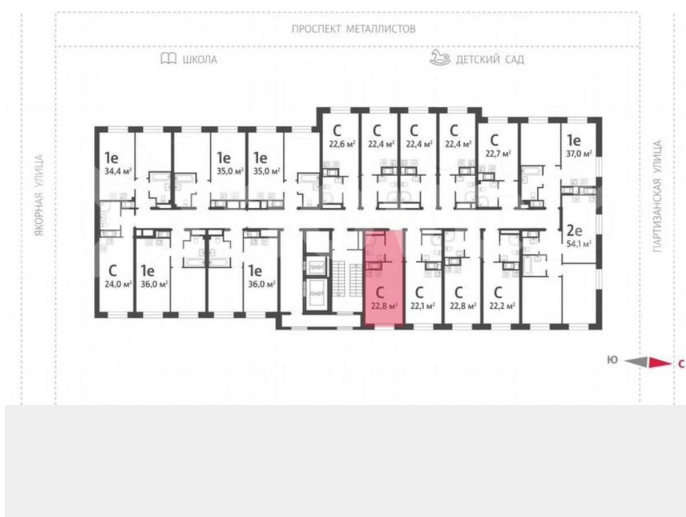 ПРОСПЕКТ МЕТАЛЛИСТОВ
ШКОЛА
ДЕТСКИЙ САД
ЯКОРНАЯ УЛИЦА
ПАРТИЗАНСКАЯ УЛИЦА
1е
34,4 м²
1е
35,0 м²
1е
35,0 м²
С
22,6 м²
С
22,4 м²
С
22,4 м²
С
22,4 м²
С
22,7 м²
1е
37,0 м²
2е
54,1 м²
С
24,0 м²
1е
36,0 м²
1е
36,0 м²
ЛИФТ
ЛИФТ
С
22,8 м²
С
22,1 м²
С
22,8 м²
С
22,2 м²
Ю
С